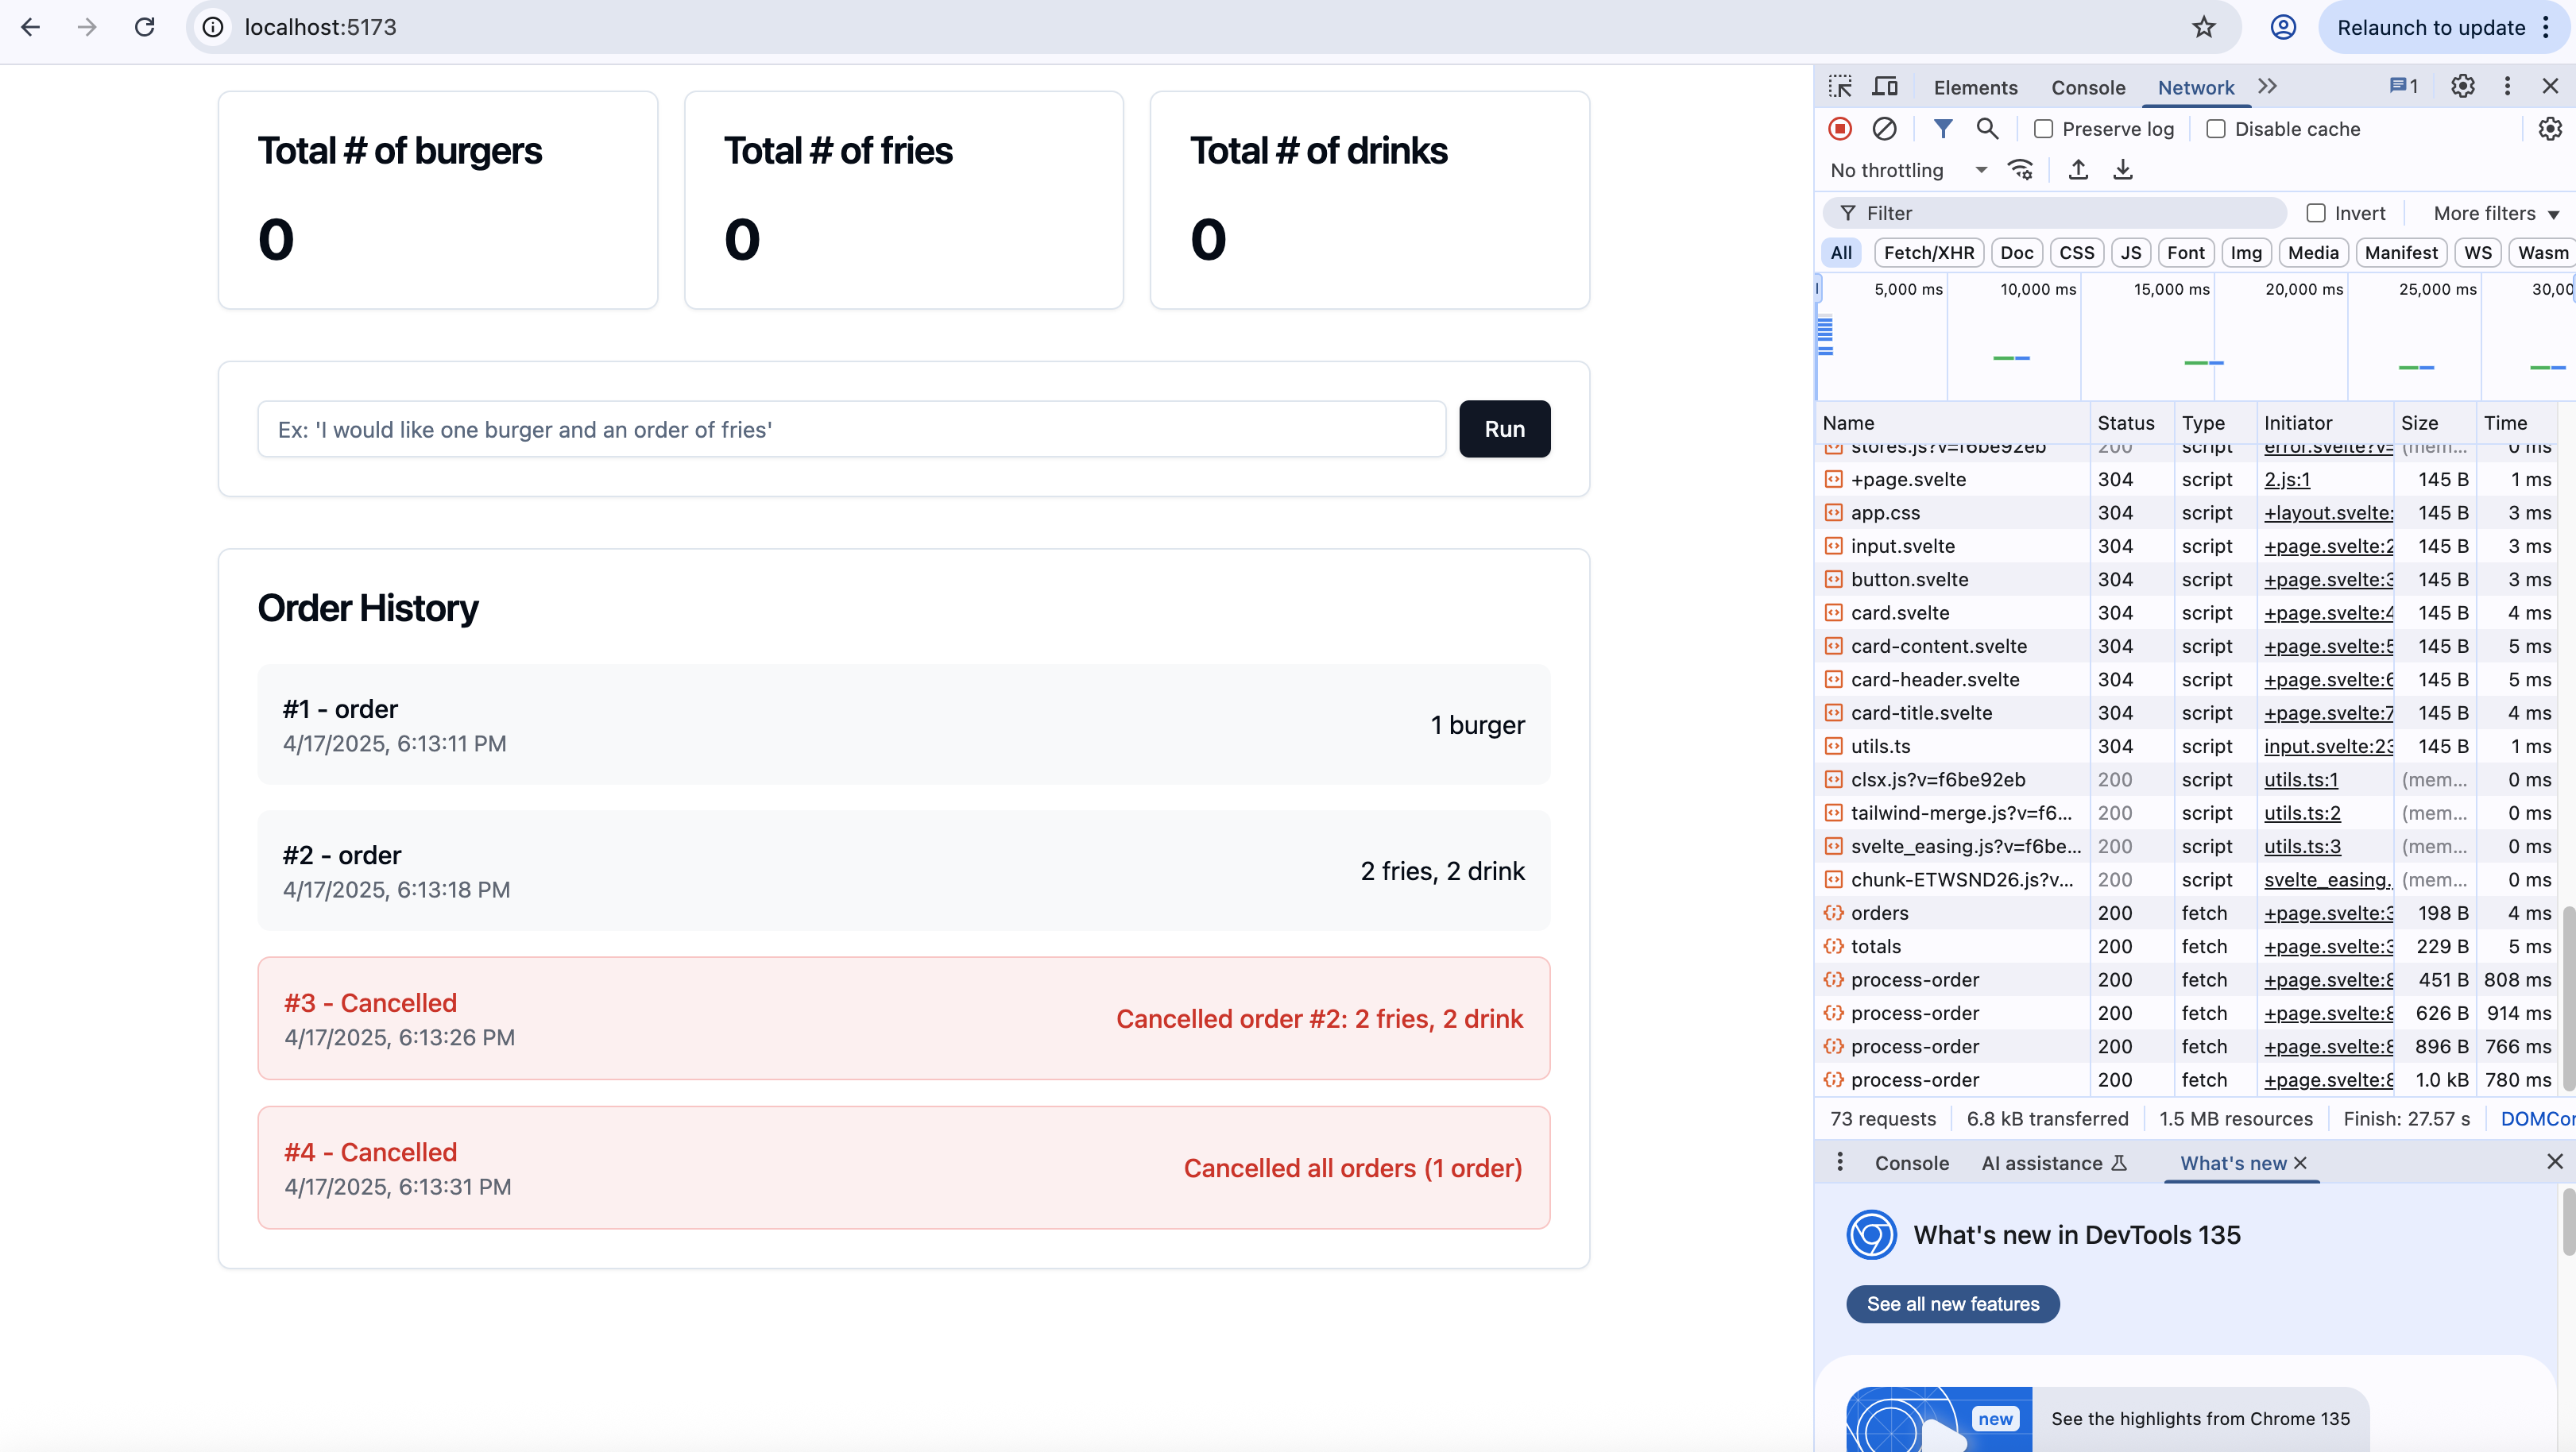 localhost:5173
Relaunch to update
Total # of burgers
0
Total # of fries
0
Total # of drinks
0
Ex: 'I would like one burger and an order of fries'
Run
Order History
#1 - order
4/17/2025, 6:13:11 PM
1 burger
#2 - order
4/17/2025, 6:13:18 PM
2 fries, 2 drink
#3 - Cancelled
4/17/2025, 6:13:26 PM
Cancelled order #2: 2 fries, 2 drink
#4 - Cancelled
4/17/2025, 6:13:31 PM
Cancelled all orders (1 order)
Elements Console Network 1
Preserve log Disable cache
No throttling
Filter Invert More filters
All Fetch/XHR Doc CSS JS Font Img Media Manifest WS Wasm
5,000 ms 10,000 ms 15,000 ms 20,000 ms 25,000 ms 30,00
Name Status Type Initiator Size Time
stores.js?v=f6be92eb 200 script error.svelte?v= (mem... 0 ms
+page.svelte 304 script 2.js:1 145 B 1 ms
app.css 304 script +layout.svelte: 145 B 3 ms
input.svelte 304 script +page.svelte:2 145 B 3 ms
button.svelte 304 script +page.svelte:3 145 B 3 ms
card.svelte 304 script +page.svelte:4 145 B 4 ms
card-content.svelte 304 script +page.svelte:5 145 B 5 ms
card-header.svelte 304 script +page.svelte:6 145 B 5 ms
card-title.svelte 304 script +page.svelte:7 145 B 4 ms
utils.ts 304 script input.svelte:23 145 B 1 ms
clsx.js?v=f6be92eb 200 script utils.ts:1 (mem... 0 ms
tailwind-merge.js?v=f6... 200 script utils.ts:2 (mem... 0 ms
svelte_easing.js?v=f6be... 200 script utils.ts:3 (mem... 0 ms
chunk-ETWSND26.js?v... 200 script svelte_easing. (mem... 0 ms
orders 200 fetch +page.svelte:3 198 B 4 ms
totals 200 fetch +page.svelte:3 229 B 5 ms
process-order 200 fetch +page.svelte:8 451 B 808 ms
process-order 200 fetch +page.svelte:8 626 B 914 ms
process-order 200 fetch +page.svelte:8 896 B 766 ms
process-order 200 fetch +page.svelte:8 1.0 kB 780 ms
73 requests 6.8 kB transferred 1.5 MB resources Finish: 27.57 s DOMCon
Console AI assistance What's new
What's new in DevTools 135
See all new features
new
See the highlights from Chrome 135